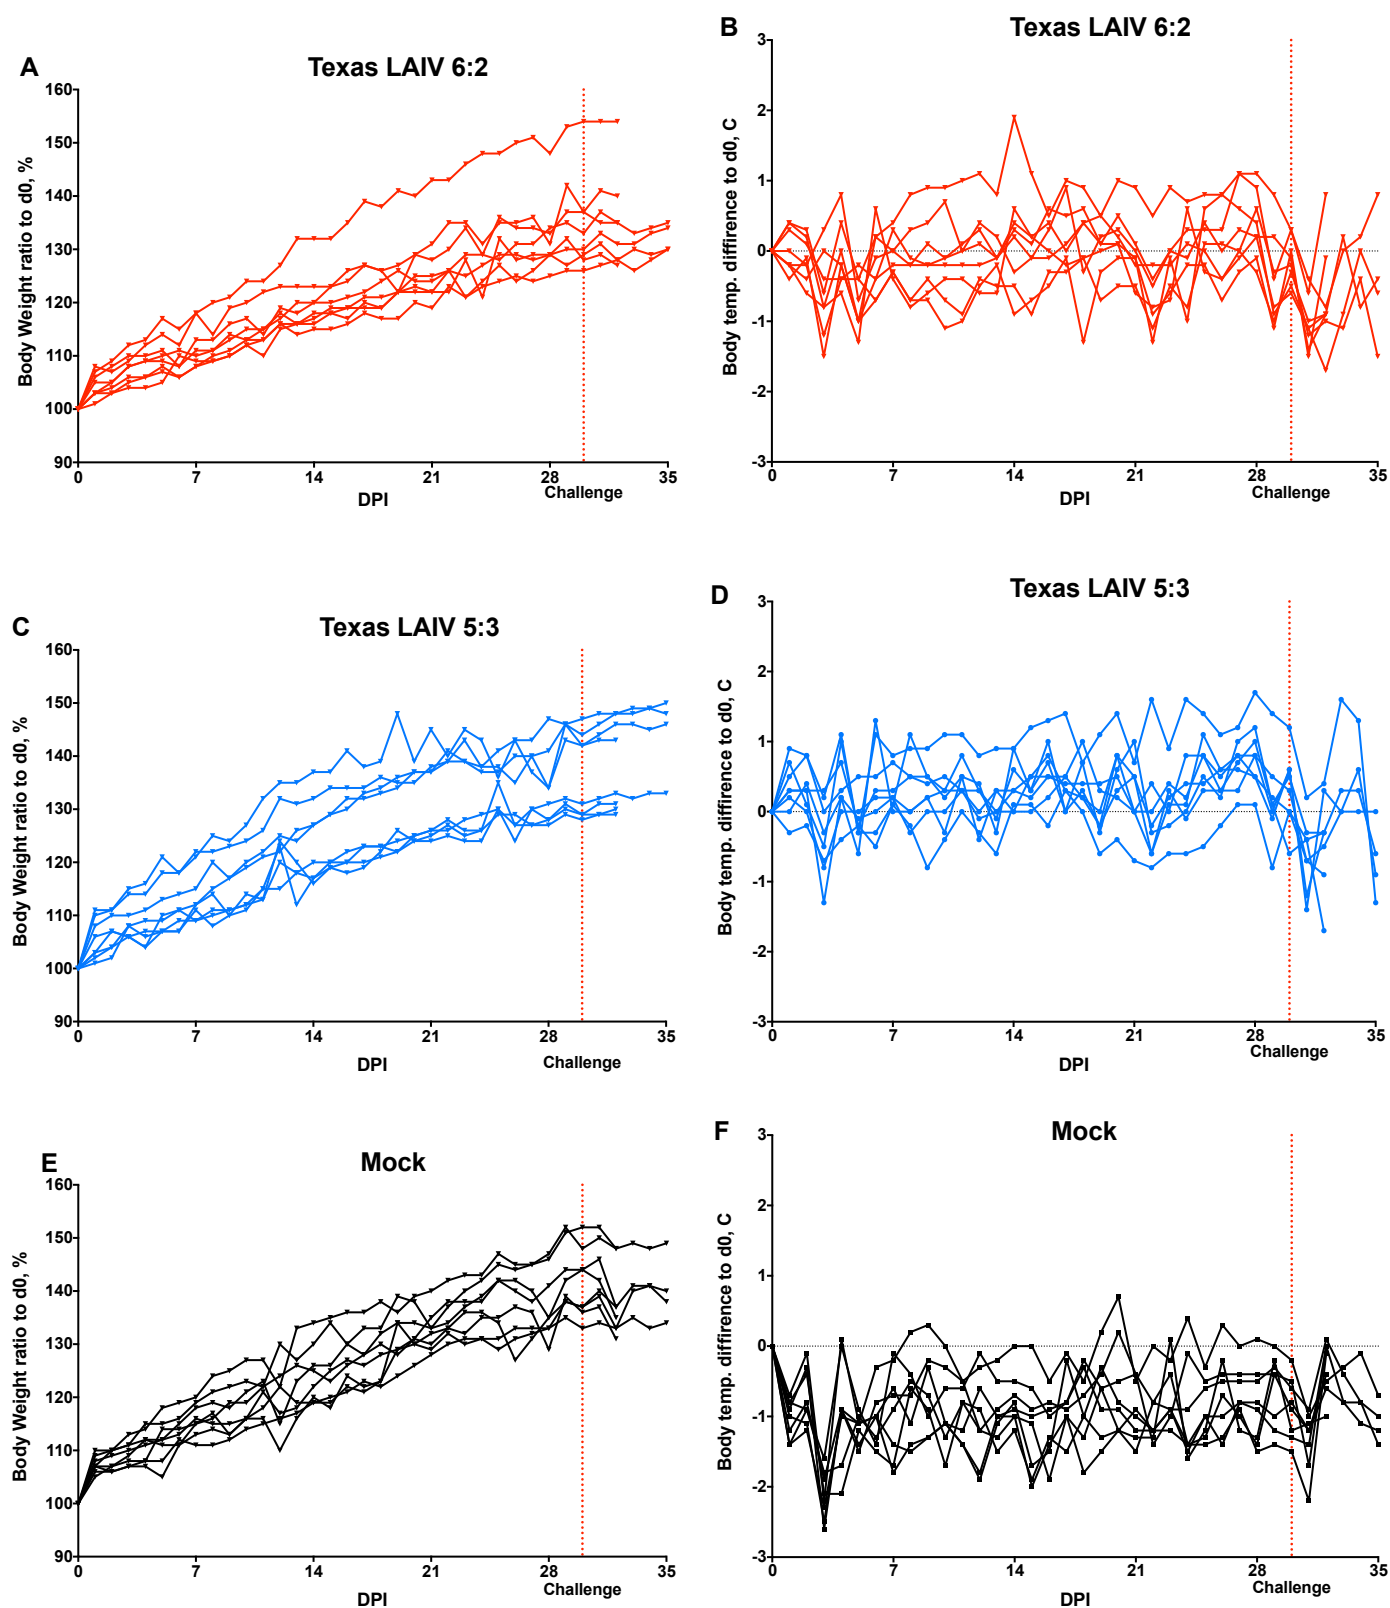 A
Texas LAIV 6:2
Body Weight ratio to d0, %
160
150
140
130
120
110
100
90
0
7
14
21
28
35
Challenge
DPI
B
Texas LAIV 6:2
Body temp. diffirence to d0, C
3
2
1
0
-1
-2
-3
0
7
14
21
28
35
Challenge
DPI
C
Texas LAIV 5:3
Body Weight ratio to d0, %
160
150
140
130
120
110
100
90
0
7
14
21
28
35
Challenge
DPI
D
Texas LAIV 5:3
Body temp. diffirence to d0, C
3
2
1
0
-1
-2
-3
0
7
14
21
28
35
Challenge
DPI
E
Mock
Body Weight ratio to d0, %
160
150
140
130
120
110
100
90
0
7
14
21
28
35
Challenge
DPI
F
Mock
Body temp. diffirence to d0, C
3
2
1
0
-1
-2
-3
0
7
14
21
28
35
Challenge
DPI